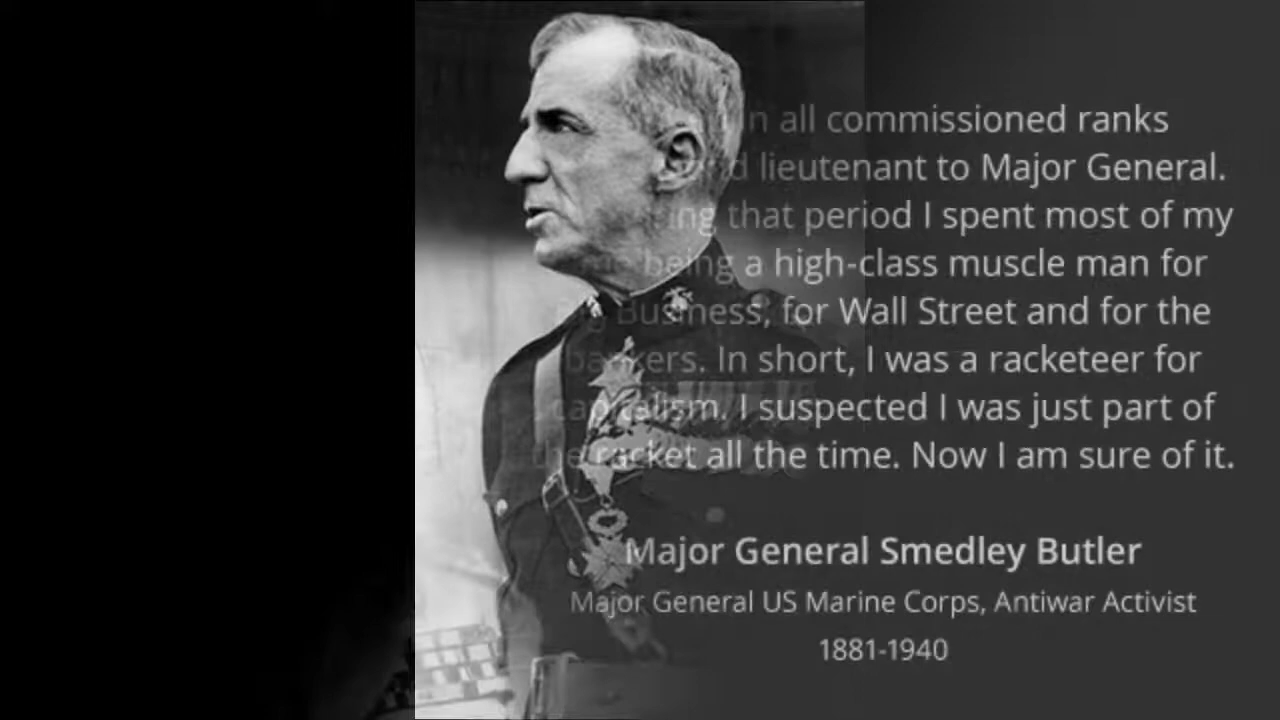 n all commissioned ranks
d lieutenant to Major General.
ing that period I spent most of my
being a high-class muscle man for
Business, for Wall Street and for the
bankers. In short, I was a racketeer for
capitalism. I suspected I was just part of
the racket all the time. Now I am sure of it.
Major General Smedley Butler
Major General US Marine Corps, Antiwar Activist
1881-1940